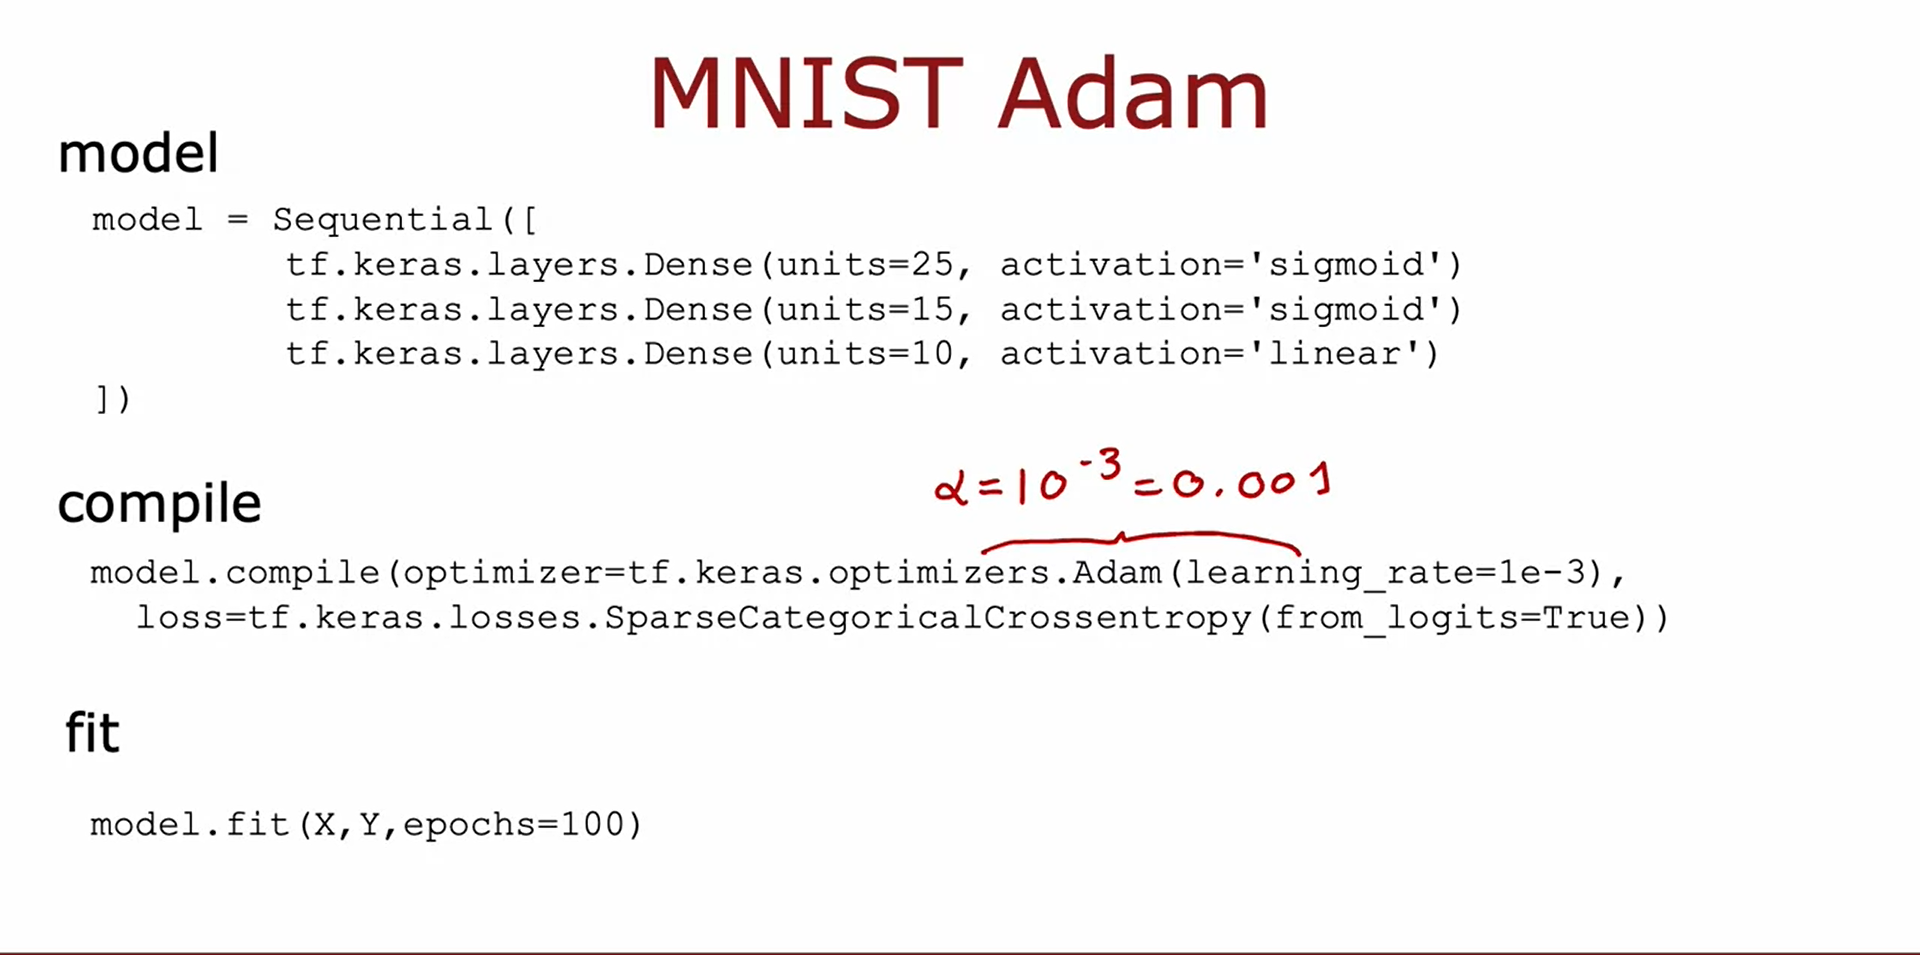 MNIST Adam
model
model = Sequential([
tf.keras.layers.Dense(units=25, activation='sigmoid')
tf.keras.layers.Dense(units=15, activation='sigmoid')
tf.keras.layers.Dense(units=10, activation='linear')
])
α=10⁻³=0.001
compile
model.compile(optimizer=tf.keras.optimizers.Adam(learning_rate=1e-3),
loss=tf.keras.losses.SparseCategoricalCrossentropy(from_logits=True))
fit
model.fit(X,Y,epochs=100)